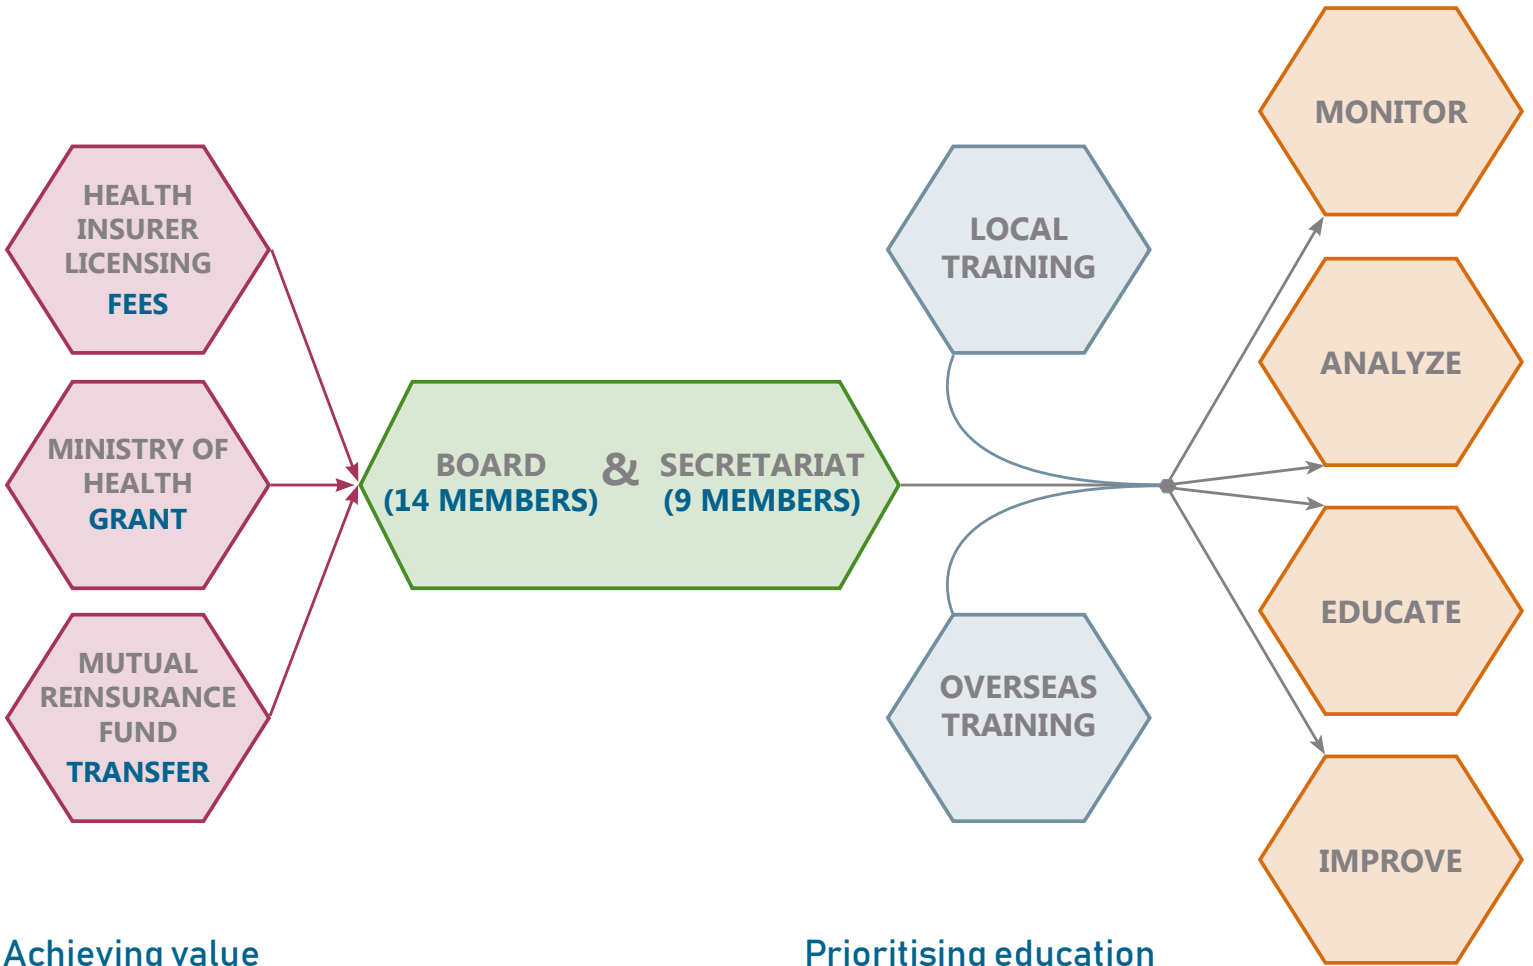 HEALTH
INSURER
LICENSING
FEES
MINISTRY OF
HEALTH
GRANT
MUTUAL
REINSURANCE
FUND
TRANSFER
BOARD & SECRETARIAT
(14 MEMBERS) (9 MEMBERS)
LOCAL
TRAINING
OVERSEAS
TRAINING
MONITOR
ANALYZE
EDUCATE
IMPROVE
Achieving value
Prioritising education